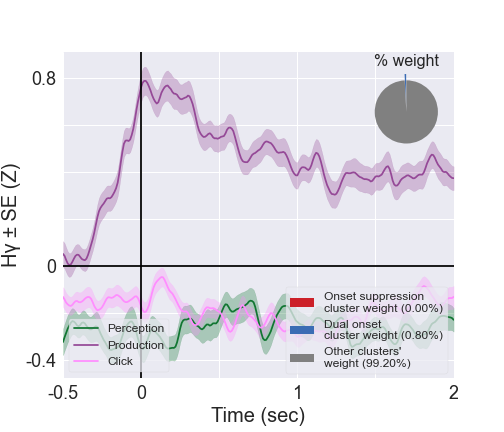 % weight
0.8
0
-0.4
Hγ ± SE (Z)
Perception
Production
Click
Onset suppression
cluster weight (0.00%)
Dual onset
cluster weight (0.80%)
Other clusters'
weight (99.20%)
-0.5
0
1
2
Time (sec)